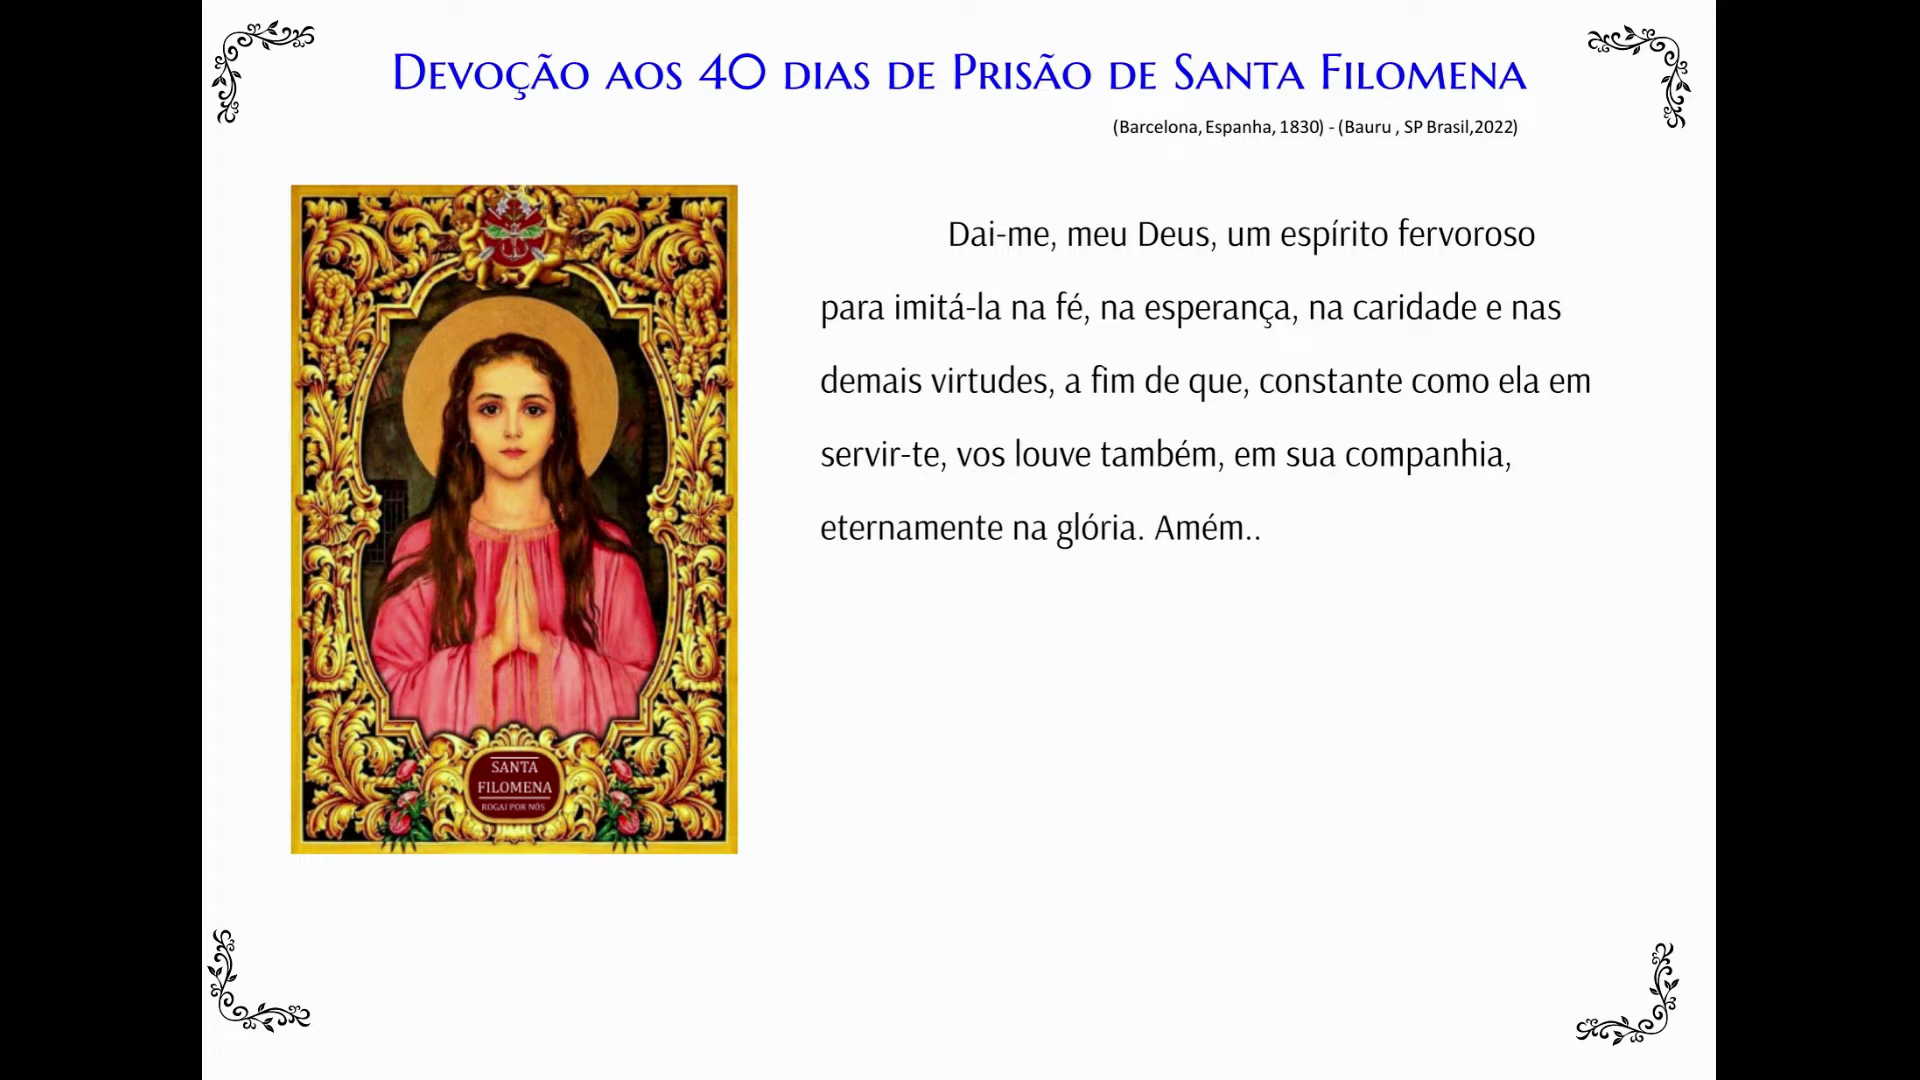 Devoção aos 40 dias de Prisão de Santa Filomena
(Barcelona, Espanha, 1830) - (Bauru , SP Brasil,2022)
Dai-me, meu Deus, um espírito fervoroso
para imitá-la na fé, na esperança, na caridade e nas
demais virtudes, a fim de que, constante como ela em
servir-te, vos louve também, em sua companhia,
eternamente na glória. Amém..
SANTA
FILOMENA
ROGAI POR NÓS